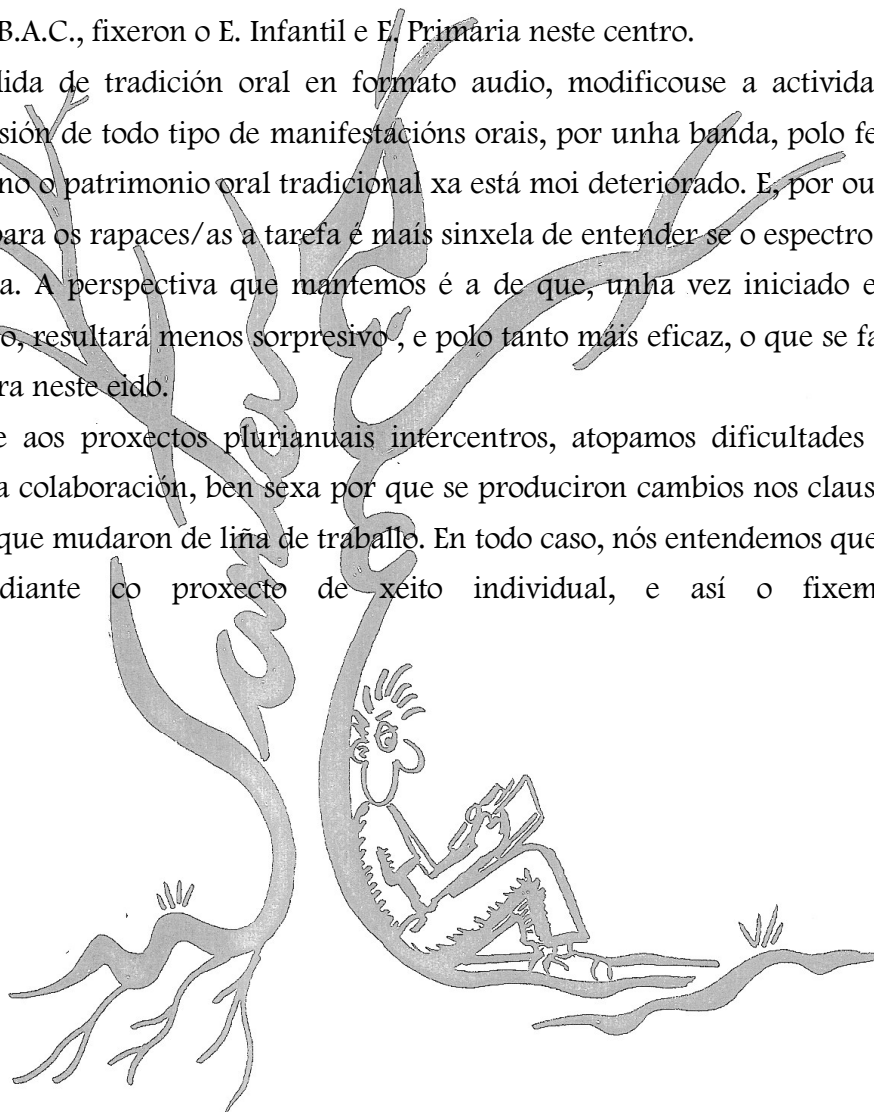 B.A.C., fixeron o E. Infantil e E. Primaria neste centro.
lida de tradición oral en formato audio, modificouse a activida
sión de todo tipo de manifestacións orais, por unha banda, polo fe
no o patrimonio oral tradicional xa está moi deteriorado. E, por ou
para os rapaces/as a tarefa é maís sinxela de entender se o espectro
a. A perspectiva que mantemos é a de que, unha vez iniciado e
o, resultará menos sorpresivo , e polo tanto máis eficaz, o que se fa
ra neste eido.
e aos proxectos plurianuais intercentros, atopamos dificultades
a colaboración, ben sexa por que se produciron cambios nos claus
que mudaron de liña de traballo. En todo caso, nós entendemos que
diante co proxecto de xeito individual, e así o fixem